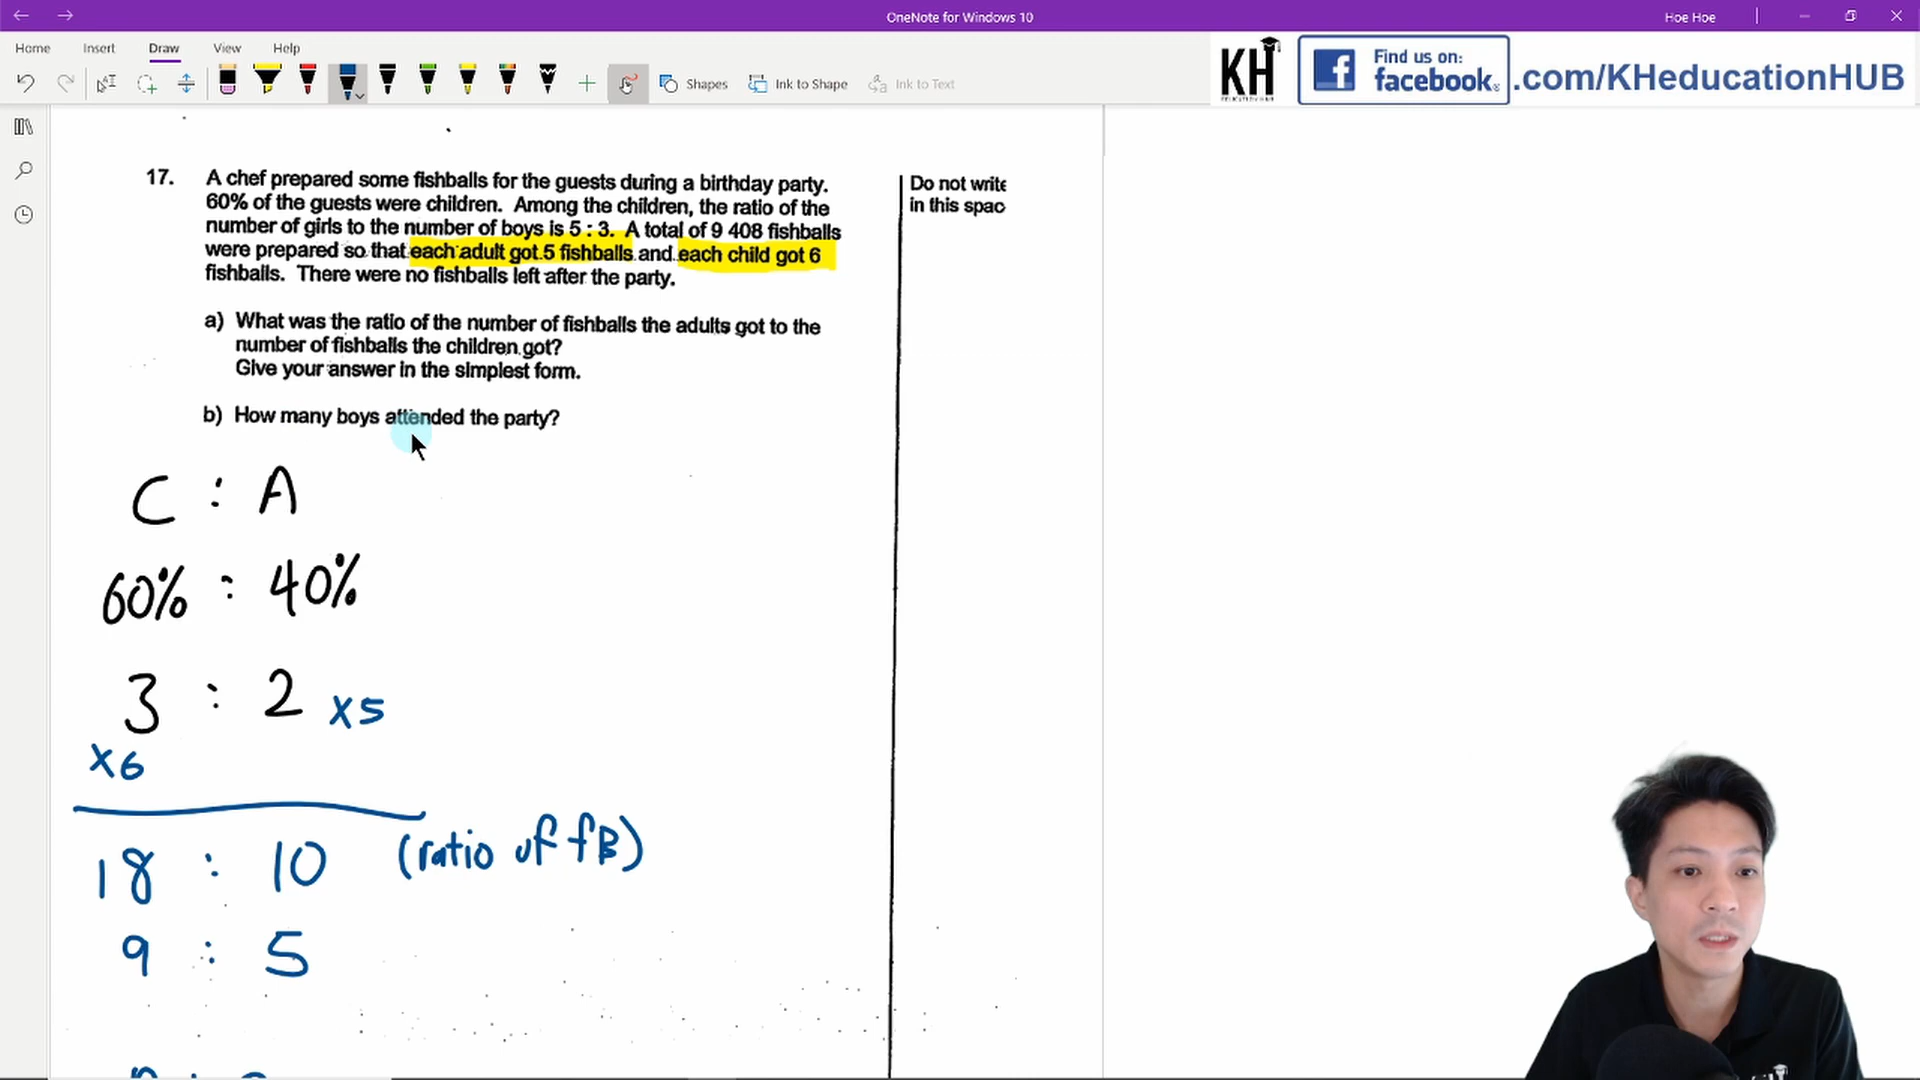 OneNote for Windows 10
Hoe Hoe
Home Insert Draw View Help
Shapes Ink to Shape Ink to Text
KH
Find us on:
facebook .com/KHeducationHUB
17. A chef prepared some fishballs for the guests during a birthday party.
60% of the guests were children. Among the children, the ratio of the
number of girls to the number of boys is 5 : 3. A total of 9 408 fishballs
were prepared so that each adult got 5 fishballs and each child got 6
fishballs. There were no fishballs left after the party.
Do not write
in this spac
a) What was the ratio of the number of fishballs the adults got to the
number of fishballs the children got?
Give your answer in the simplest form.
b) How many boys attended the party?
C : A
60% : 40%
3 : 2 x5
x6
18 : 10 (ratio of fB)
9 : 5